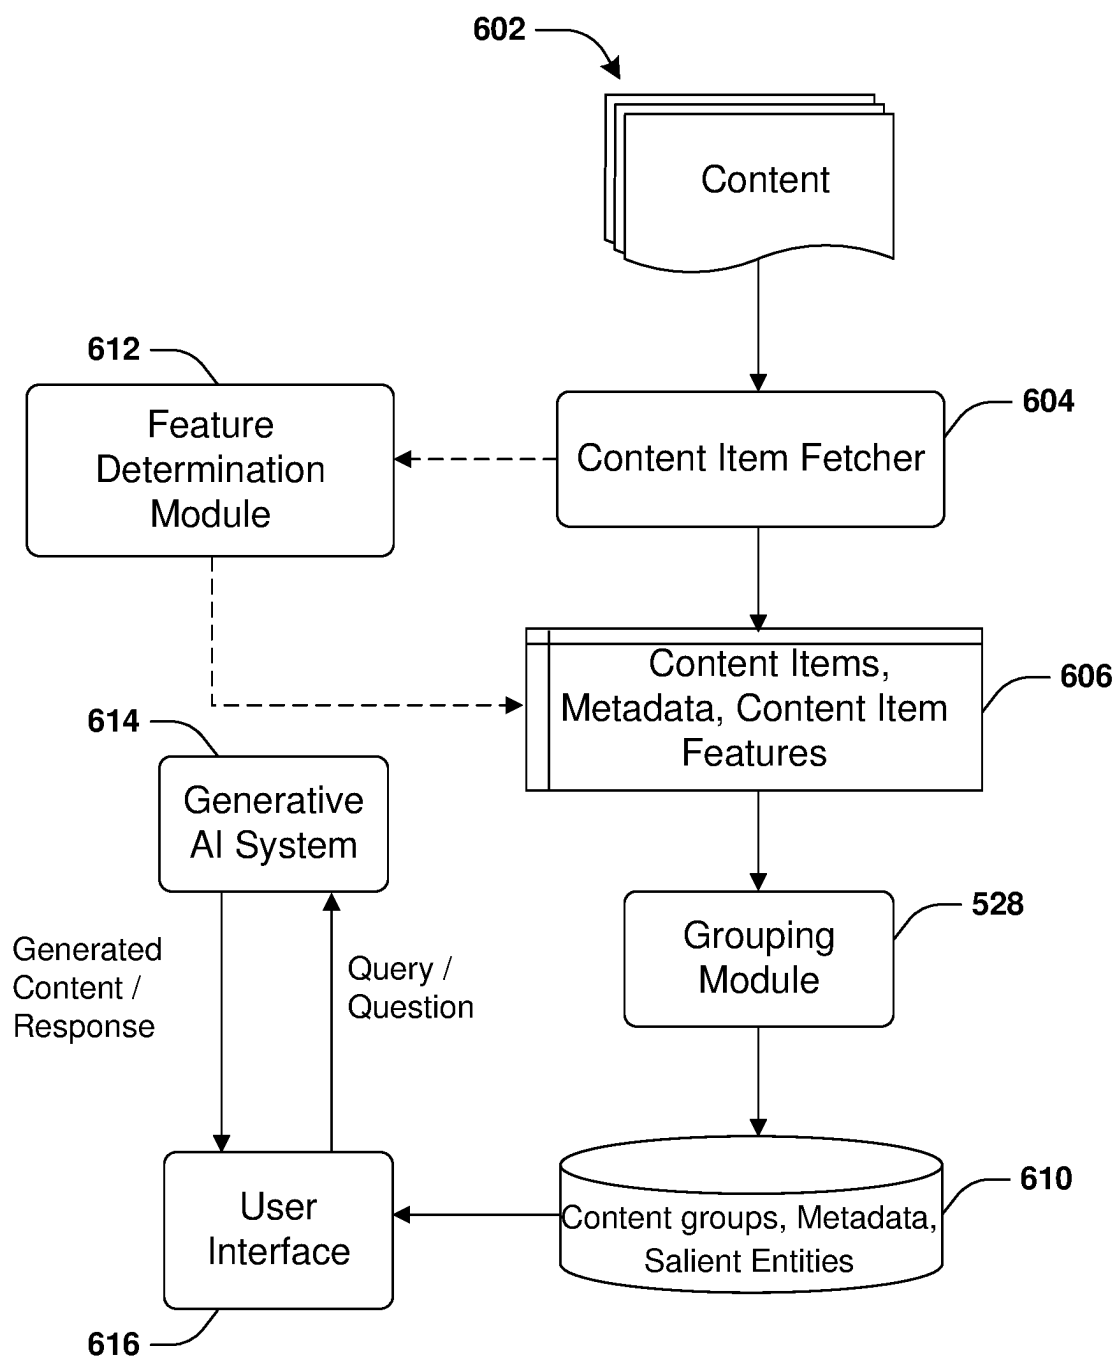 602
Content
612
604
Feature
Determination
Module
Content Item Fetcher
Content Items,
Metadata, Content Item
Features
606
614
Generative
AI System
528
Grouping
Module
Generated
Content /
Response
Query /
Question
610
User
Interface
Content groups, Metadata,
Salient Entities
616